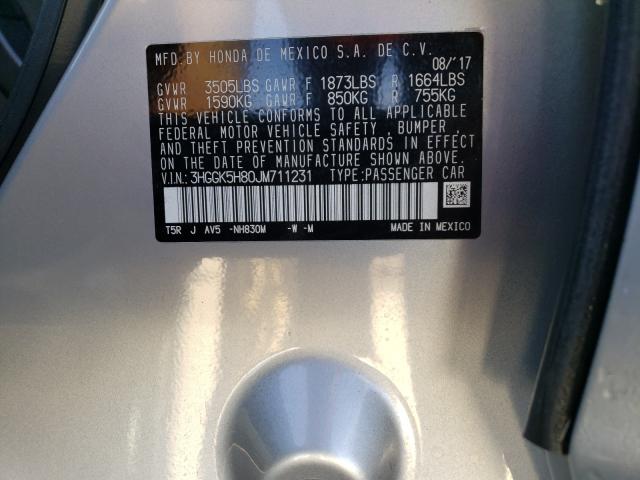 MFD.BY HONDA DE MEXICO S.A. DE C.V.
08/'17
GVWR 3505LBS GAWR F 1873LBS R 1664LBS
GVWR 1590KG GAWR F 850KG R 755KG
THIS VEHICLE CONFORMS TO ALL APPLICABLE
FEDERAL MOTOR VEHICLE SAFETY , BUMPER ,
AND THEFT PREVENTION STANDARDS IN EFFECT
ON THE DATE OF MANUFACTURE SHOWN ABOVE.
V.I.N.:3HGGK5H80JM711231 TYPE:PASSENGER CAR
T5R J AV5 -NH830M -W -M MADE IN MEXICO